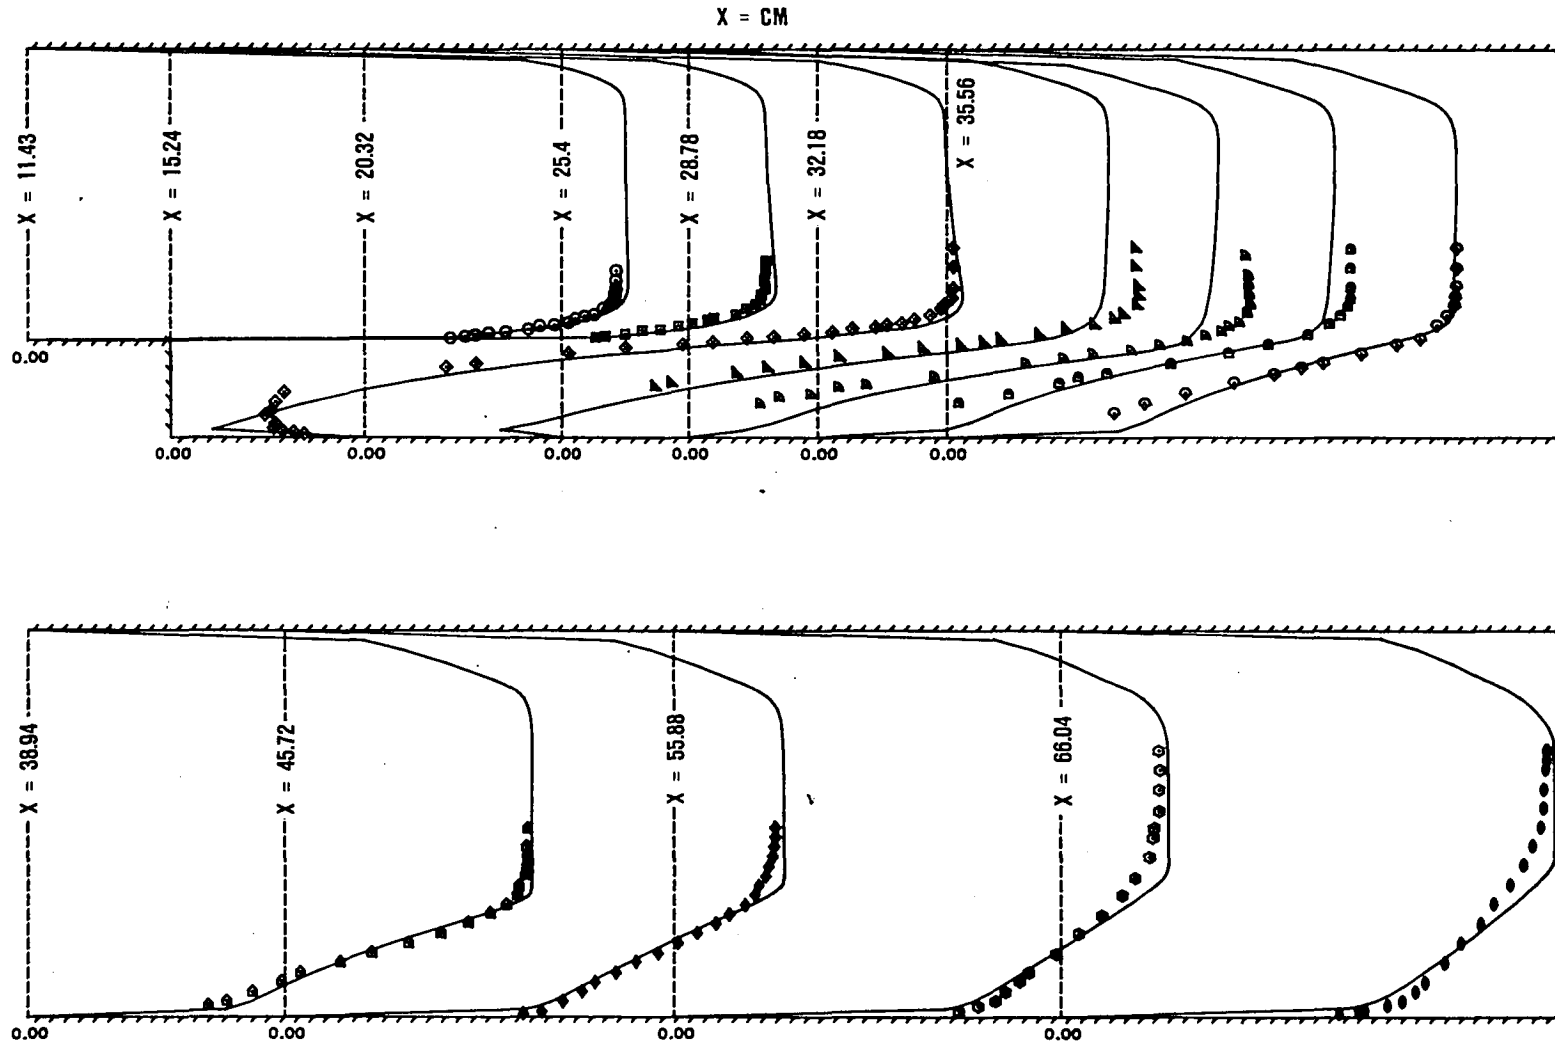 X = CM
X = 11.43
X = 15.24
X = 20.32
X = 25.4
X = 28.78
X = 32.18
X = 35.56
0.00
0.00 0.00 0.00 0.00 0.00 0.00
X = 38.94
X = 45.72
X = 55.88
X = 66.04
0.00 0.00 0.00 0.00